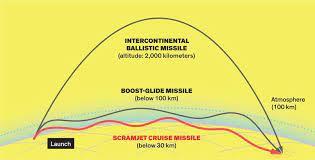 INTERCONTINENTAL
BALLISTIC MISSILE
(altitude: 2,000 kilometers)
BOOST-GLIDE MISSILE
(below 100 km)
Atmosphere
(100 km)
Launch
SCRAMJET CRUISE MISSILE
(below 30 km)